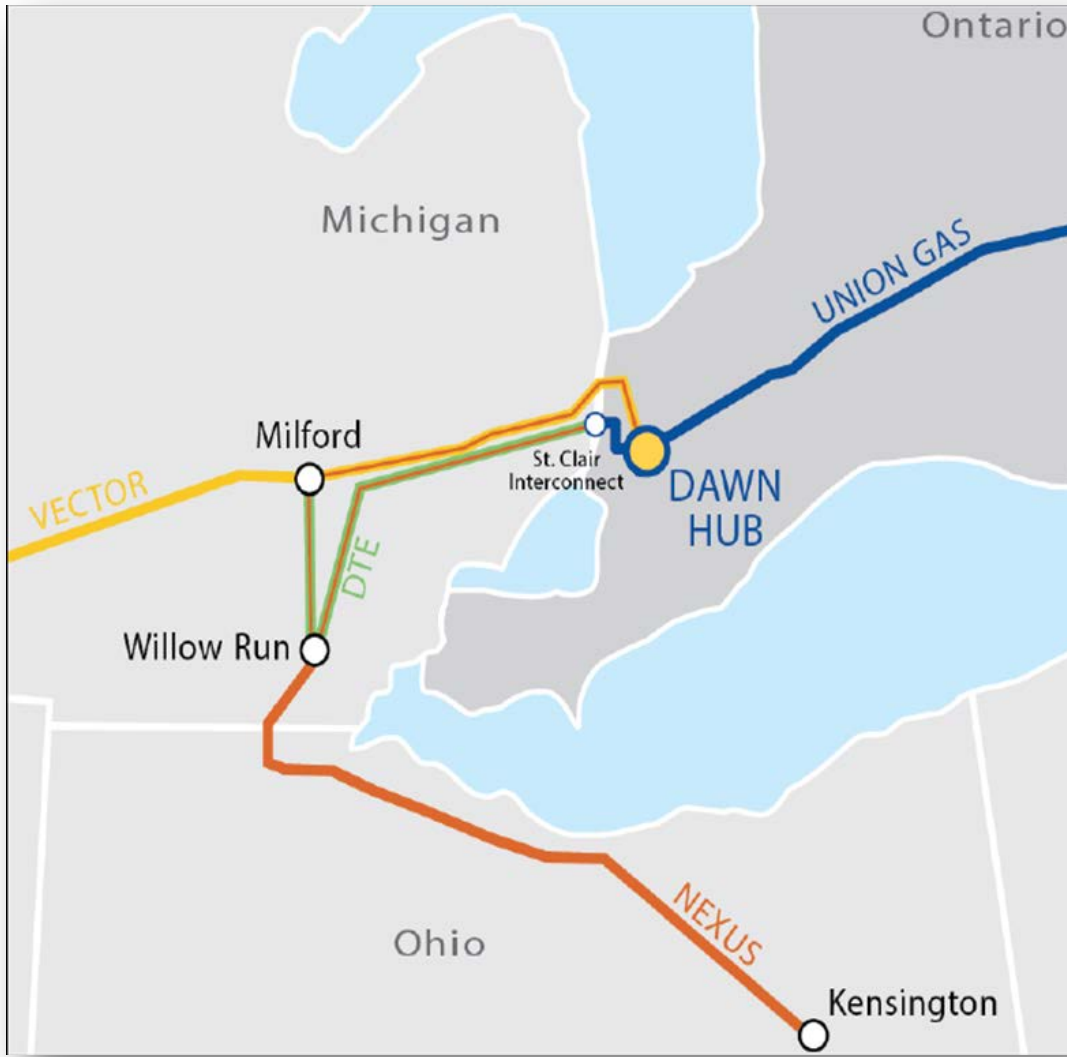 Ontario
Michigan
UNION GAS
Milford
St. Clair
Interconnect
DAWN
HUB
VECTOR
DTE
Willow Run
NEXUS
Ohio
Kensington